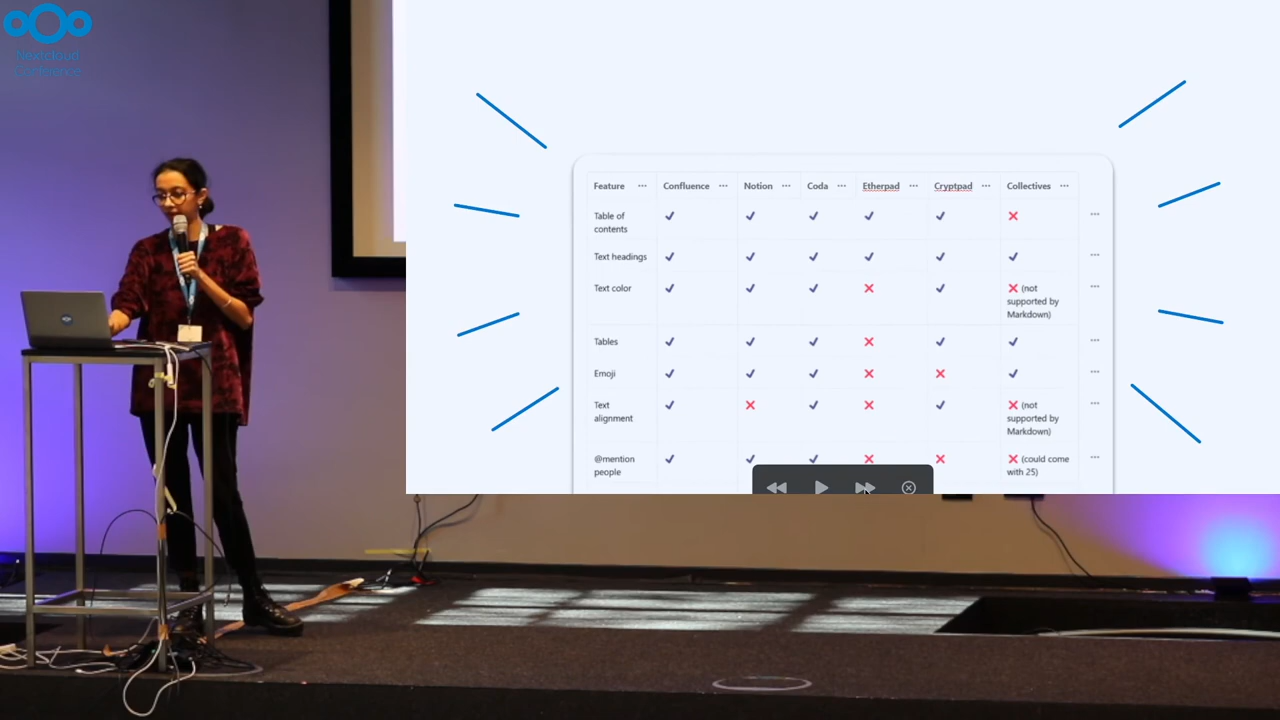 Nextcloud
Conference
Feature ··· Confluence ··· Notion ··· Coda ··· Etherpad ··· Cryptpad ··· Collectives ···
Table of contents ✓ ✓ ✓ ✓ ✓ ✕ ···
Text headings ✓ ✓ ✓ ✓ ✓ ✓ ···
Text color ✓ ✓ ✓ ✕ ✓ ✕ (not supported by Markdown) ···
Tables ✓ ✓ ✓ ✕ ✓ ✓ ···
Emoji ✓ ✓ ✓ ✕ ✕ ✓ ···
Text alignment ✓ ✕ ✓ ✕ ✓ ✕ (not supported by Markdown) ···
@mention people ✓ ✓ ✓ ✕ ✕ ✕ (could come with 25) ···